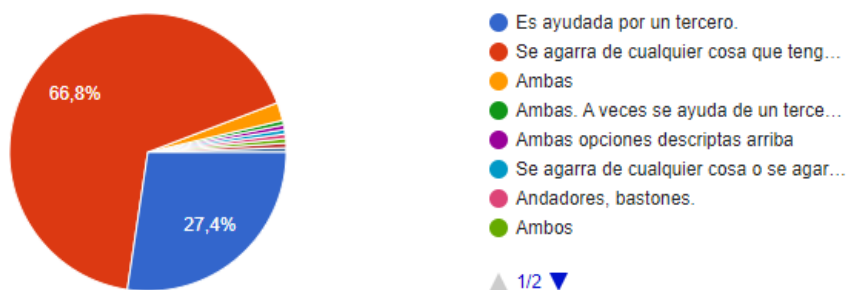 66,8%
27,4%
Es ayudada por un tercero.
Se agarra de cualquier cosa que teng…
Ambas
Ambas. A veces se ayuda de un terce…
Ambas opciones descriptas arriba
Se agarra de cualquier cosa o se agar…
Andadores, bastones.
Ambos
1/2